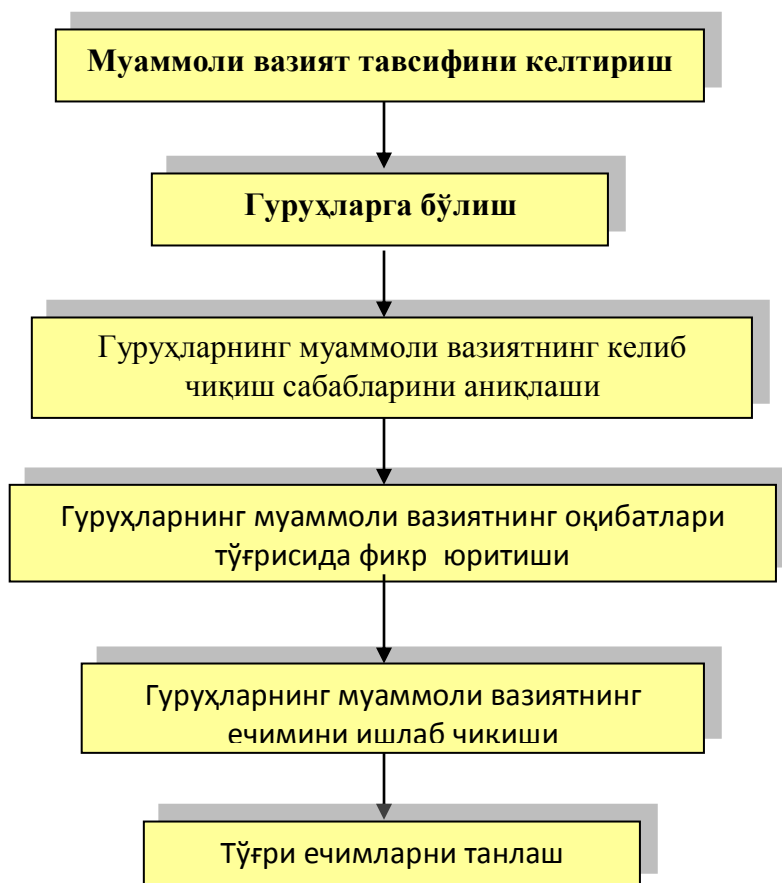 Муаммоли вазият тавсифини келтириш
Гуруҳларга бўлиш
Гуруҳларнинг муаммоли вазиятнинг келиб
чиқиш сабабларини аниқлаши
Гуруҳларнинг муаммоли вазиятнинг оқибатлари
тўғрисида фикр юритиши
Гуруҳларнинг муаммоли вазиятнинг
ечимини ишлаб чикиши
Тўғри ечимларни танлаш